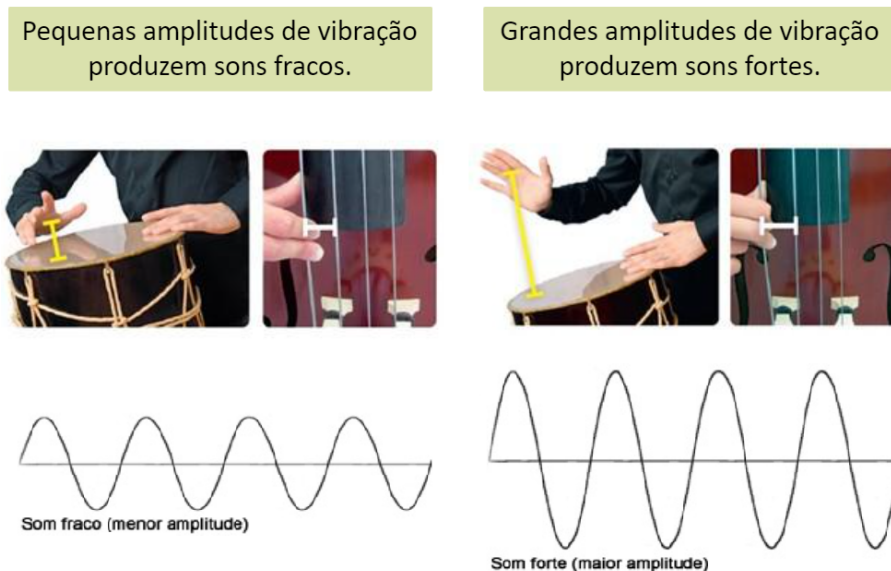 Pequenas amplitudes de vibração
produzem sons fracos.
Grandes amplitudes de vibração
produzem sons fortes.
Som fraco (menor amplitude)
Som forte (maior amplitude)